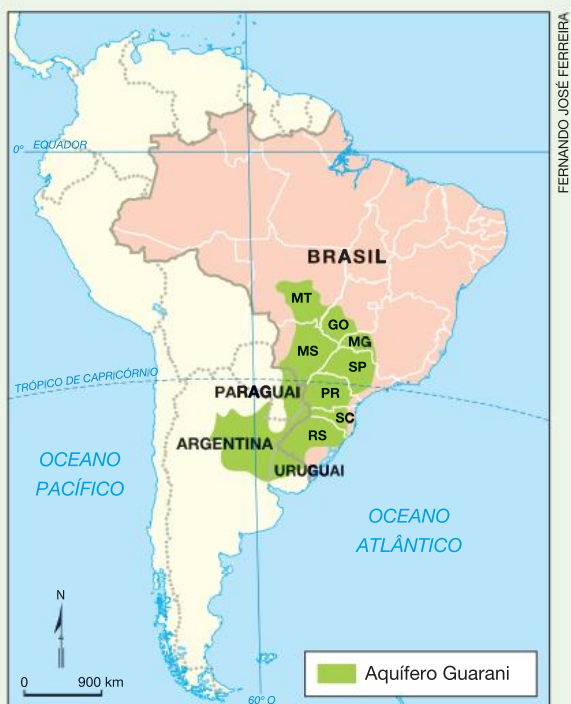 FERNANDO JOSÉ FERREIRA
0°
EQUADOR
BRASIL
MT
GO
MG
MS
SP
TRÓPICO DE CAPRICÓRNIO
PARAGUAI
PR
SC
ARGENTINA
RS
URUGUAI
OCEANO
PACÍFICO
OCEANO
ATLÂNTICO
N
0 900 km
60° O
Aquífero Guarani